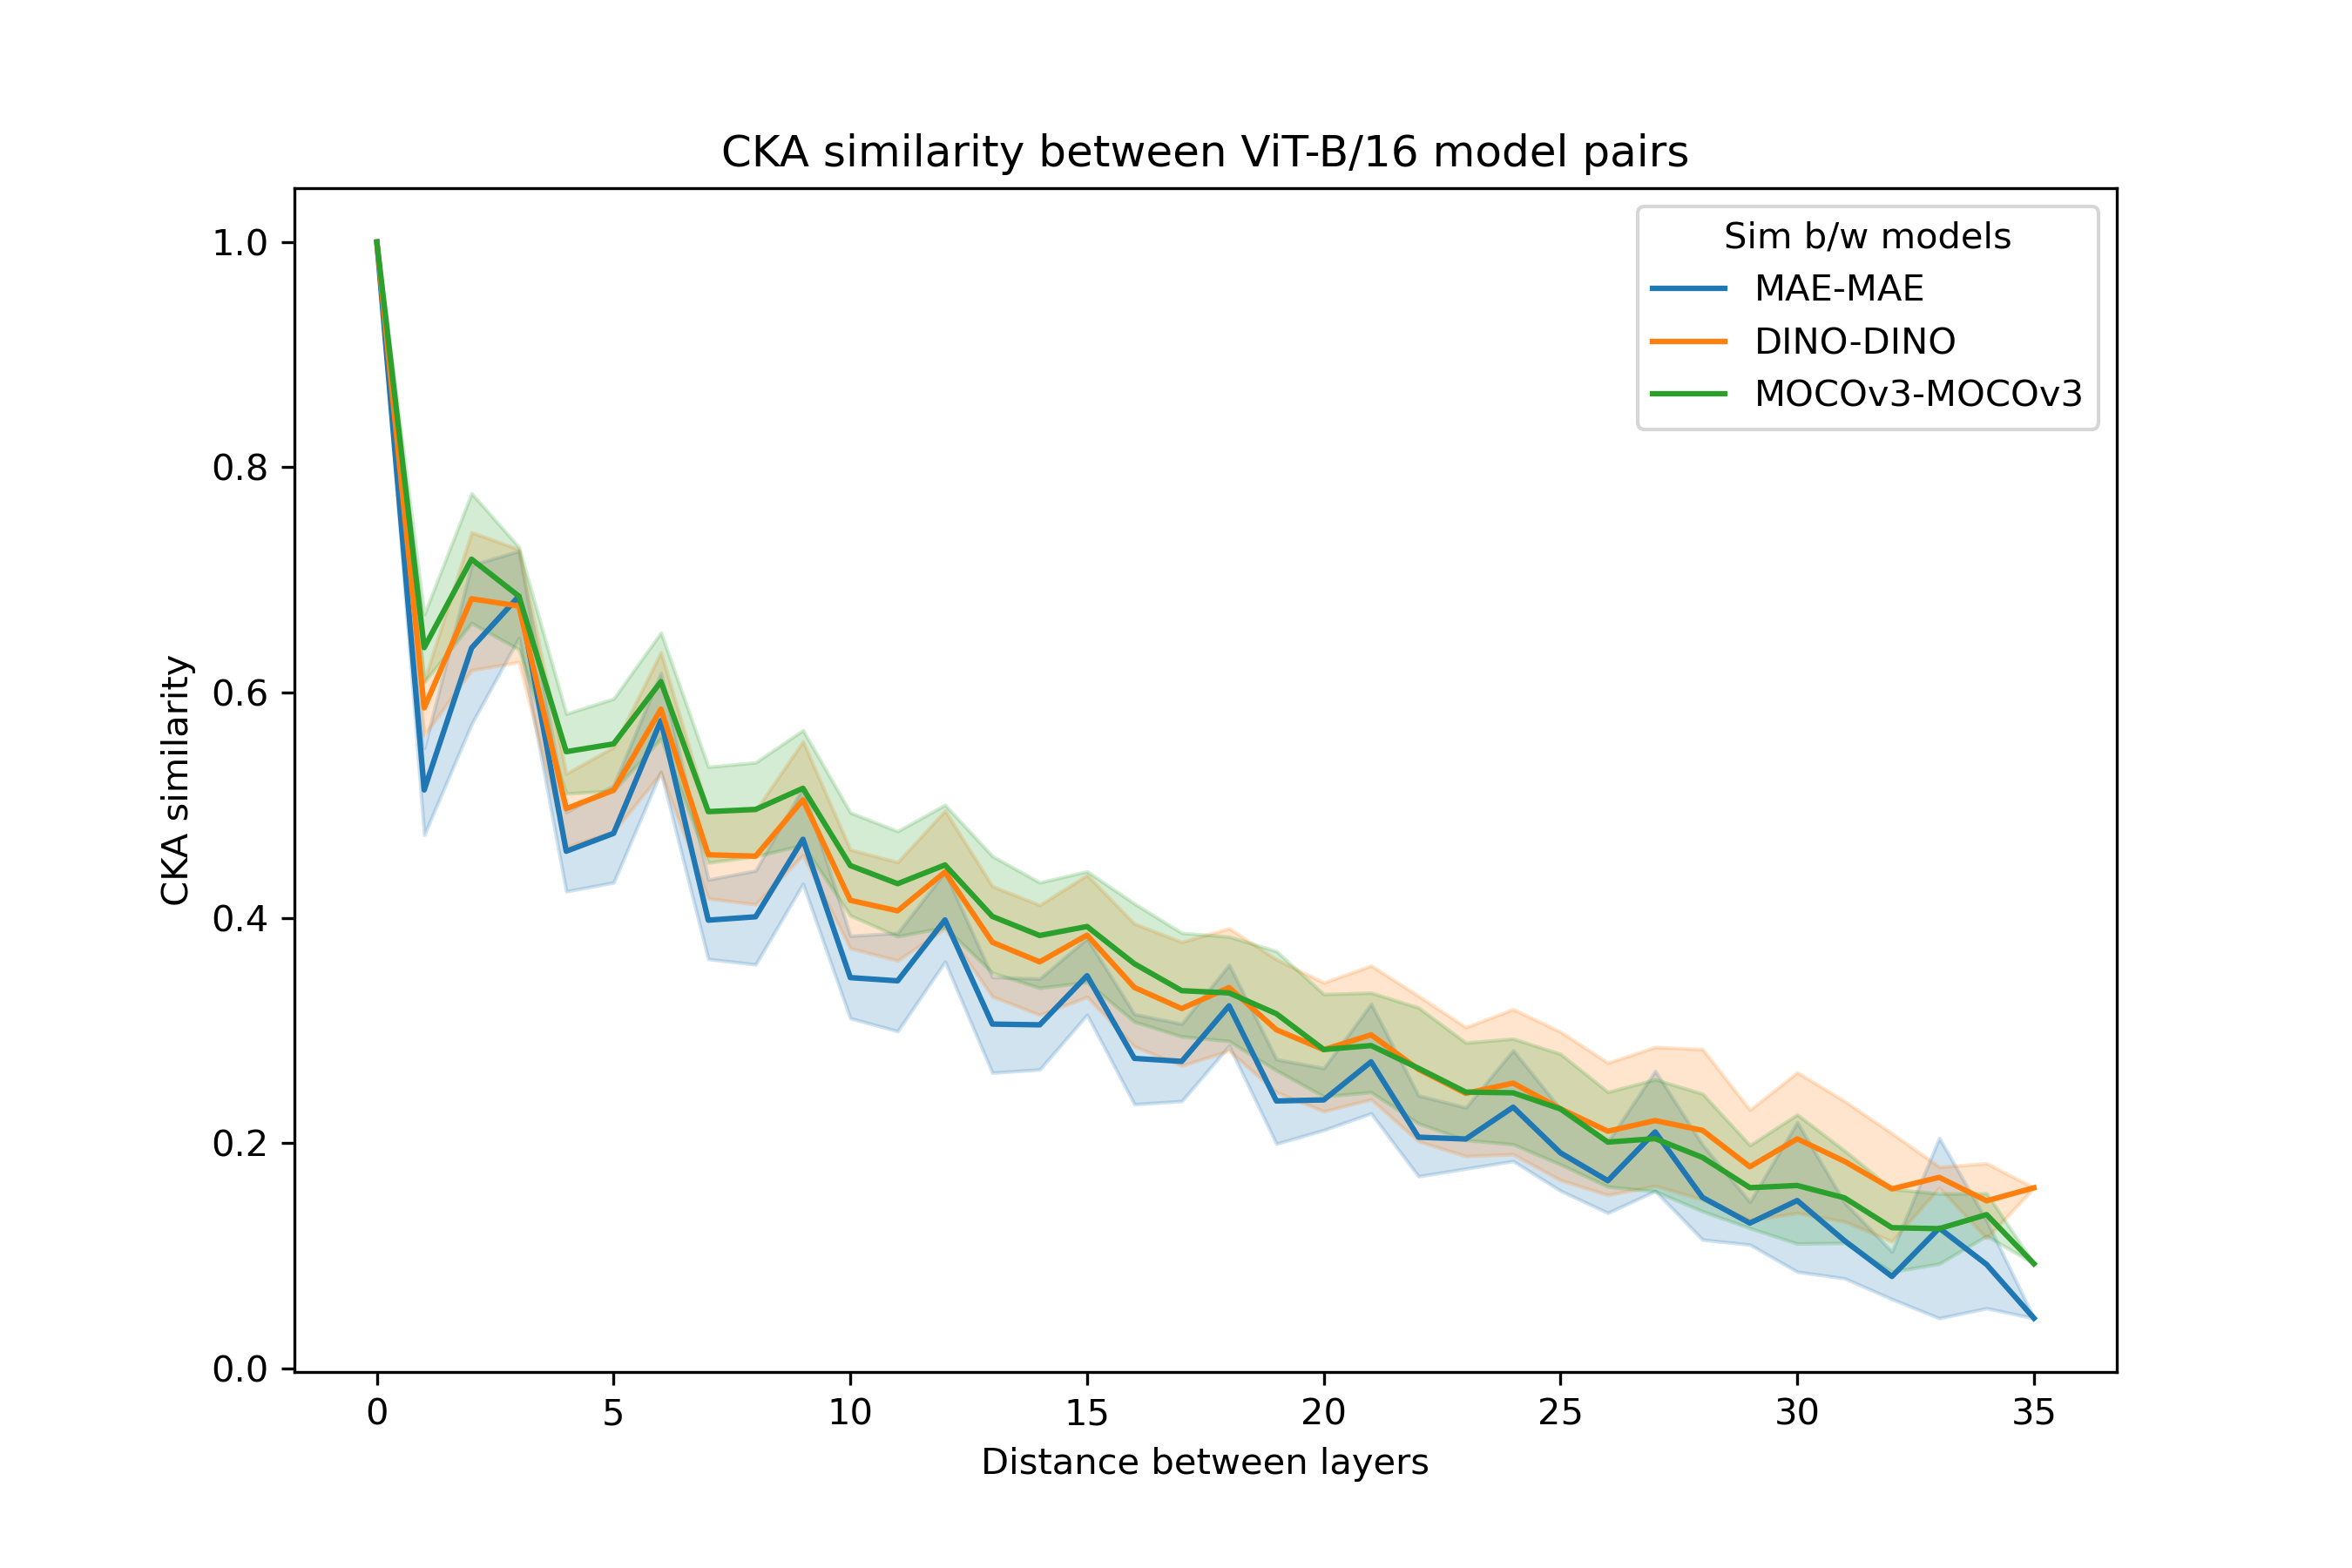 CKA similarity between ViT-B/16 model pairs
Sim b/w models
MAE-MAE
DINO-DINO
MOCOv3-MOCOv3
CKA similarity
1.0
0.8
0.6
0.4
0.2
0.0
0 5 10 15 20 25 30 35
Distance between layers